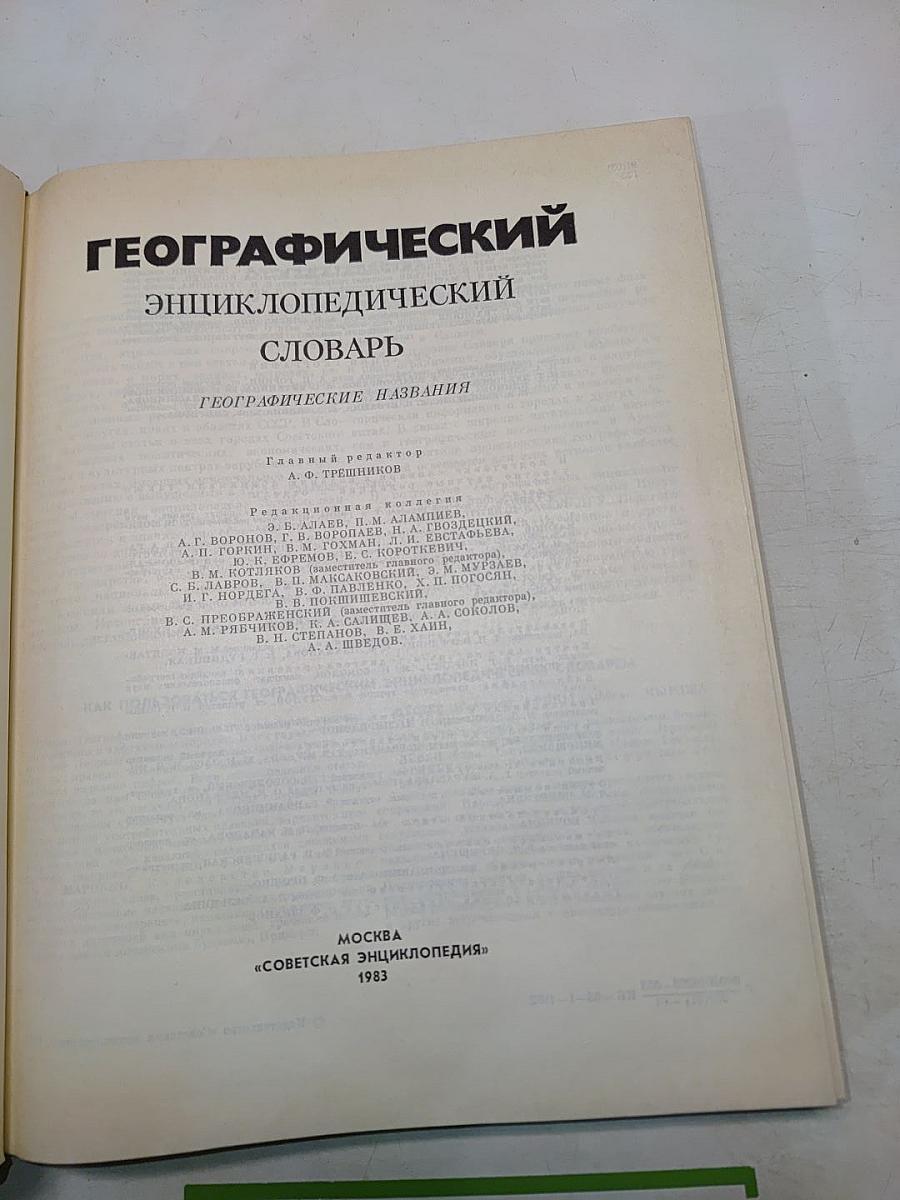 ГЕОГРАФИЧЕСКИЙ
ЭНЦИКЛОПЕДИЧЕСКИЙ
СЛОВАРЬ
ГЕОГРАФИЧЕСКИЕ НАЗВАНИЯ
Главный редактор
А. Ф. ТРЁШНИКОВ
Редакционная коллегия
Э. Б. АЛАЕВ, П. М. АЛАМПИЕВ,
А. Г. ВОРОНОВ, Г. В. ВОРОПАЕВ, Н. А. ГВОЗДЕЦКИЙ,
А. П. ГОРКИН, В. М. ГОХМАН, Л. И. ЕВСТАФЬЕВА,
Ю. К. ЕФРЕМОВ, Е. С. КОРОТКЕВИЧ,
В. М. КОТЛЯКОВ (заместитель главного редактора),
С. Б. ЛАВРОВ, В. П. МАКСАКОВСКИЙ, Э. М. МУРЗАЕВ,
И. Г. НОРДЕГА, В. Ф. ПАВЛЕНКО, Х. П. ПОГОСЯН,
В. В. ПОКШИШЕВСКИЙ,
В. С. ПРЕОБРАЖЕНСКИЙ (заместитель главного редактора),
А. М. РЯБЧИКОВ, К. А. САЛИЩЕВ, А. А. СОКОЛОВ,
В. Н. СТЕПАНОВ, В. Е. ХАИН,
А. А. ШВЕДОВ.
МОСКВА
«СОВЕТСКАЯ ЭНЦИКЛОПЕДИЯ»
1983